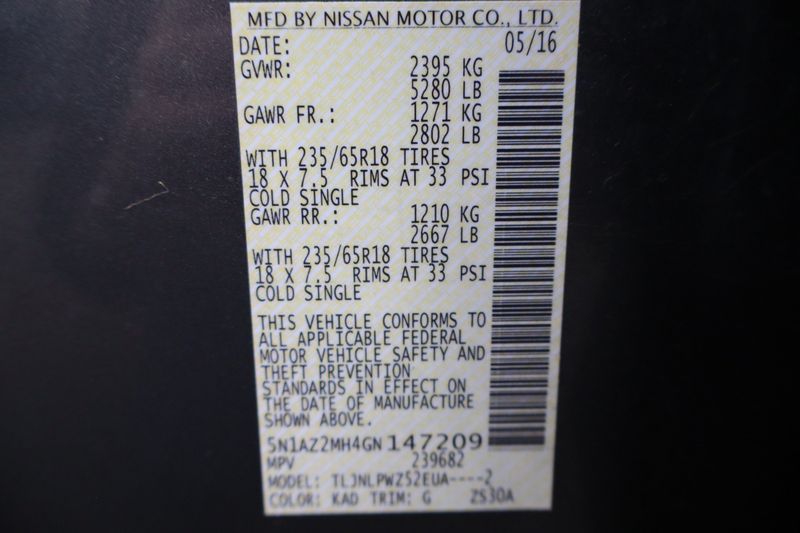 MFD BY NISSAN MOTOR CO., LTD.
DATE: 05/16
GVWR: 2395 KG
5280 LB
GAWR FR.: 1271 KG
2802 LB
WITH 235/65R18 TIRES
18 X 7.5 RIMS AT 33 PSI
COLD SINGLE
GAWR RR.: 1210 KG
2667 LB
WITH 235/65R18 TIRES
18 X 7.5 RIMS AT 33 PSI
COLD SINGLE
THIS VEHICLE CONFORMS TO
ALL APPLICABLE FEDERAL
MOTOR VEHICLE SAFETY AND
THEFT PREVENTION
STANDARDS IN EFFECT ON
THE DATE OF MANUFACTURE
SHOWN ABOVE.
5N1AZ2MH4GN147209
MPV 239682
MODEL: TLJNLPWZ52EUA----2
COLOR: KAD TRIM: G ZS30A